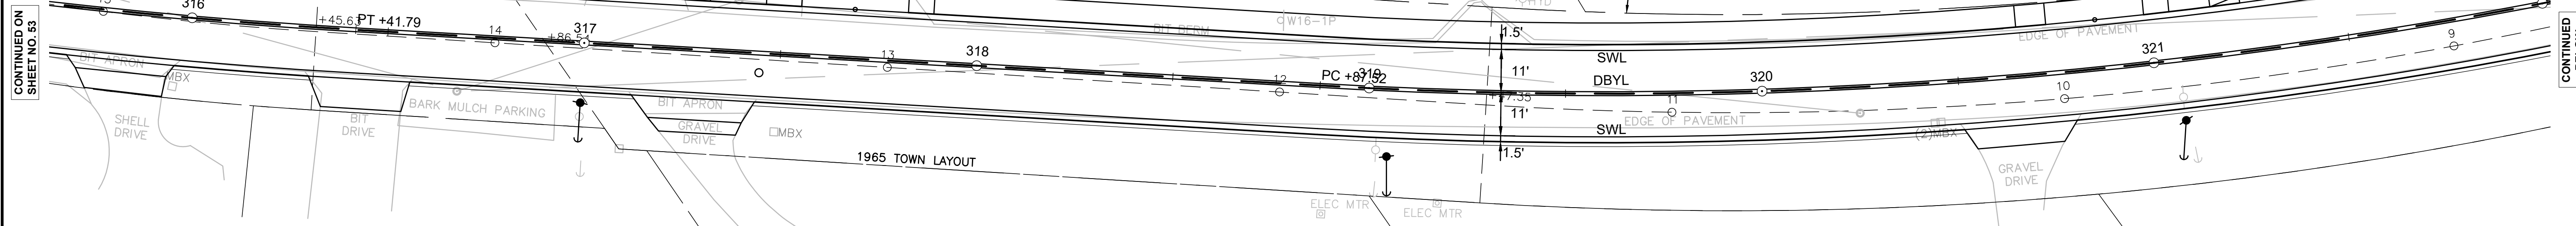 CONTINUED ON
SHEET NO. 53
316
+45.63
PT +41.79
14
+86.54
317
13
318
12
PC +87.52
319
+47.35
11
320
10
321
9
BIT BERM
W16-1P
HYD
1.5'
SWL
11'
DBYL
11'
SWL
1.5'
EDGE OF PAVEMENT
EDGE OF PAVEMENT
BIT APRON
MBX
SHELL
DRIVE
BIT
DRIVE
BARK MULCH PARKING
BIT APRON
GRAVEL
DRIVE
MBX
1965 TOWN LAYOUT
ELEC MTR
ELEC MTR
(2)MBX
GRAVEL
DRIVE
CONTINUED